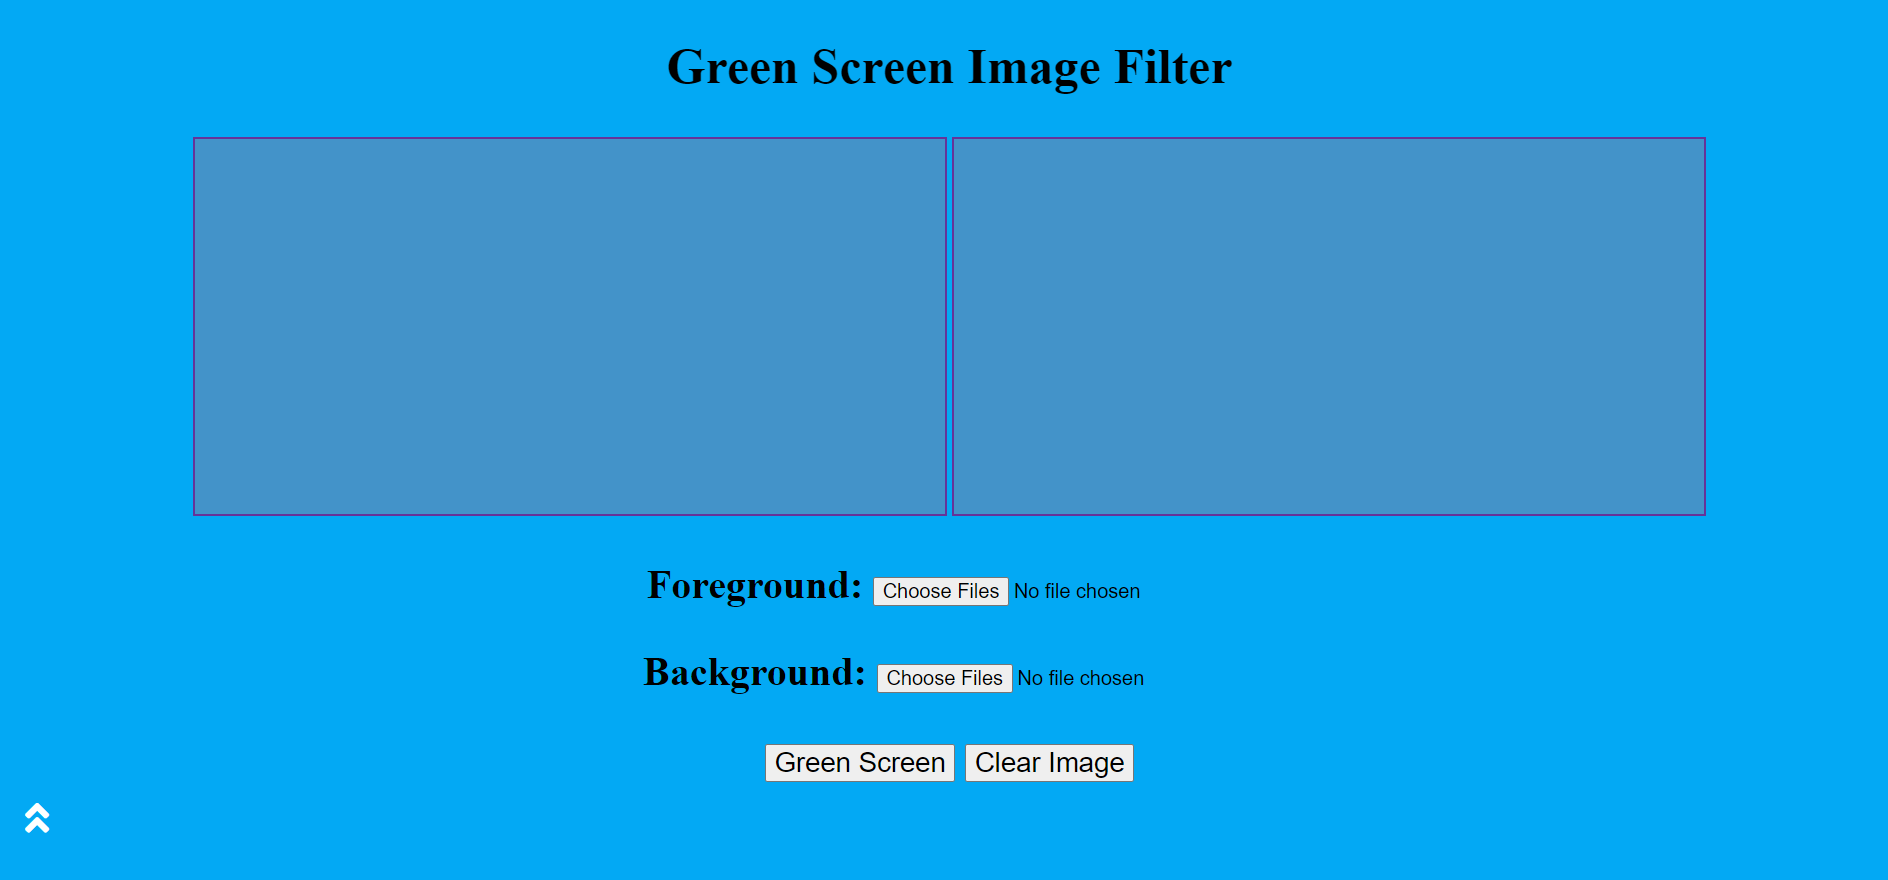 Green Screen Image Filter
Foreground: Choose Files No file chosen
Background: Choose Files No file chosen
Green Screen Clear Image